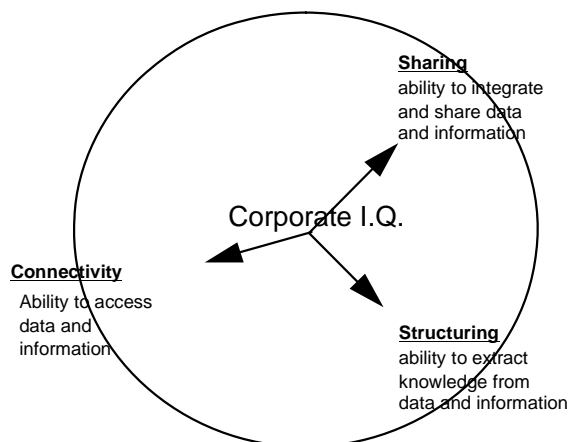 Sharing
ability to integrate
and share data
and information
Corporate I.Q.
Connectivity
Ability to access
data and
information
Structuring
ability to extract
knowledge from
data and information